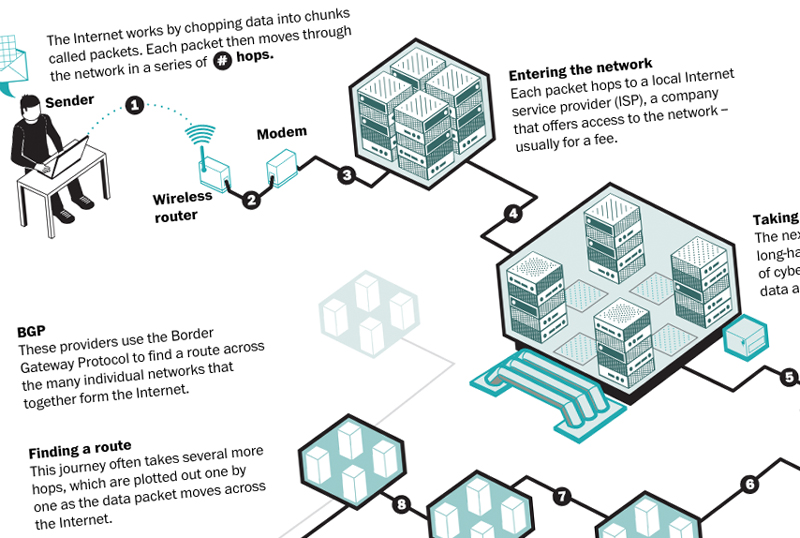 The Internet works by chopping data into chunks
called packets. Each packet then moves through
the network in a series of # hops.
Sender
1
Modem
Wireless
router
2
3
Entering the network
Each packet hops to a local Internet
service provider (ISP), a company
that offers access to the network –
usually for a fee.
4
Taking
The
long-
of
data
5
BGP
These providers use the Border
Gateway Protocol to find a route across
the many individual networks that
together form the Internet.
Finding a route
This journey often takes several more
hops, which are plotted out one by
one as the data packet moves across
the Internet.
6
7
8